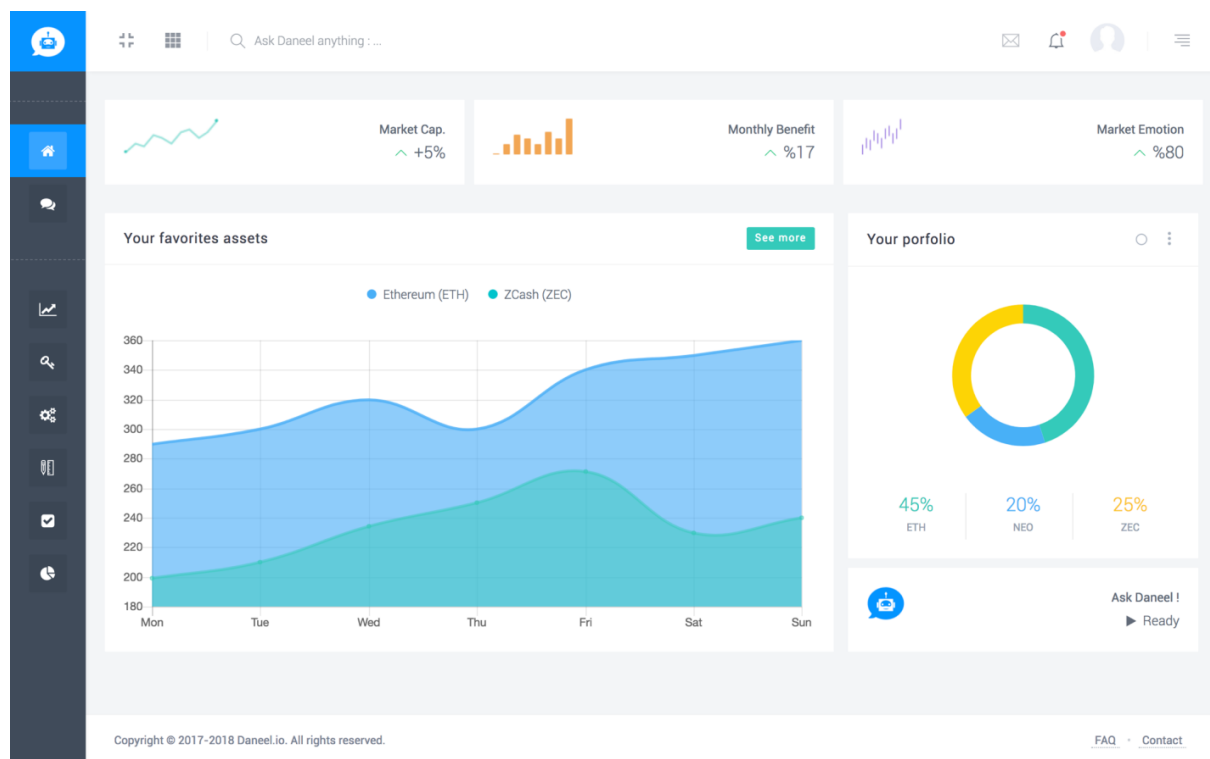 Ask Daneel anything : ...
Market Cap.
+5%
Monthly Benefit
%17
Market Emotion
%80
Your favorites assets
See more
Ethereum (ETH)
ZCash (ZEC)
360
340
320
300
280
260
240
220
200
180
Mon Tue Wed Thu Fri Sat Sun
Your porfolio
45% 20% 25%
ETH NEO ZEC
Ask Daneel !
Ready
Copyright © 2017-2018 Daneel.io. All rights reserved.
FAQ · Contact